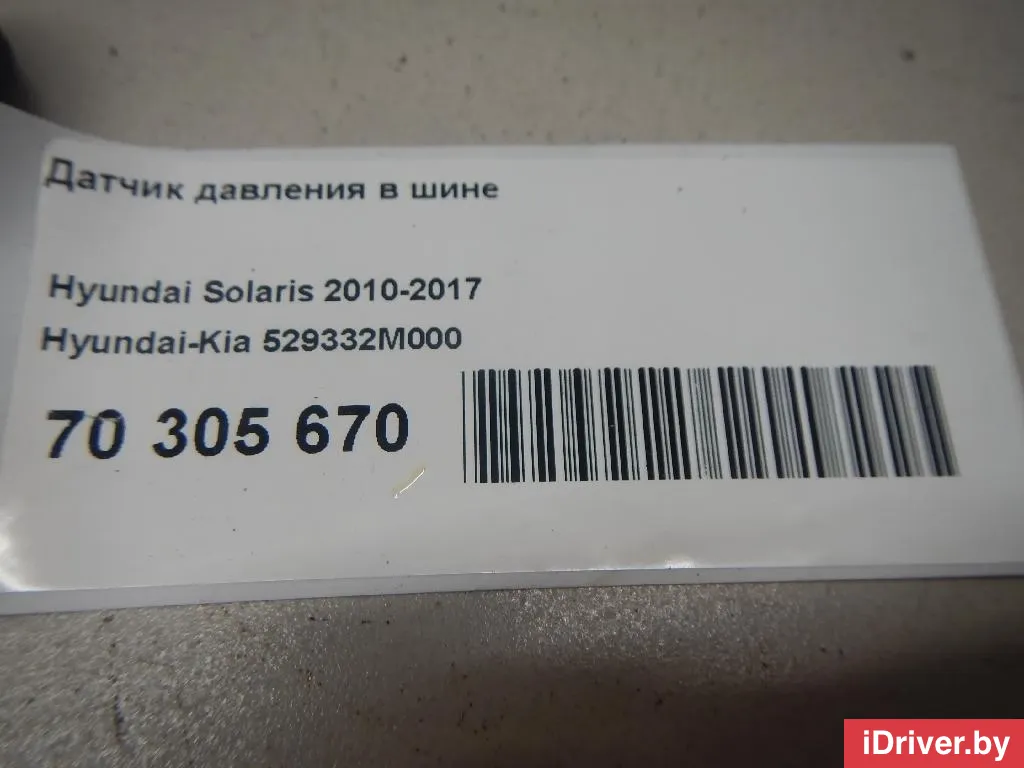 Датчик давления в шине
Hyundai Solaris 2010-2017
Hyundai-Kia 529332M000
70 305 670
iDriver.by